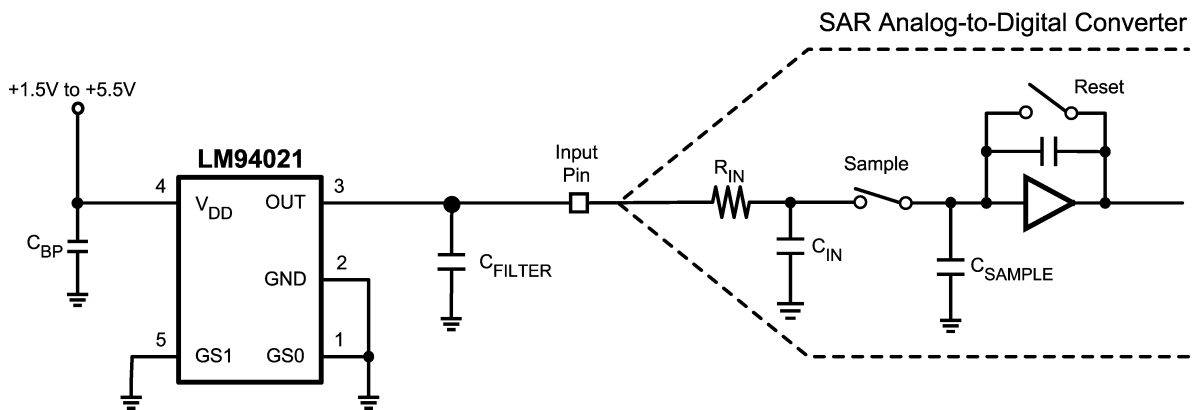 SAR Analog-to-Digital Converter
+1.5V to +5.5V
Reset
LM94021
Input
Pin
Sample
RIN
4
VDD
OUT
3
CBP
CFILTER
CIN
CSAMPLE
GND
2
5
GS1
GS0
1